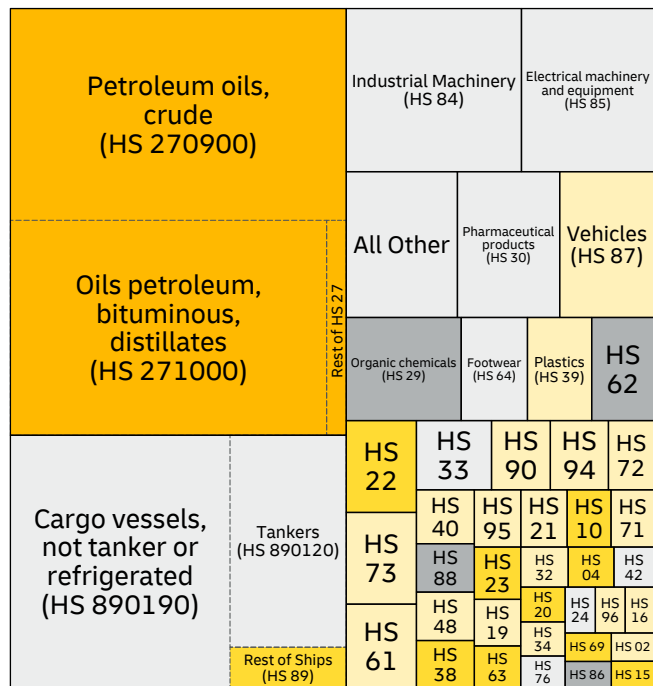 Petroleum oils,
crude
(HS 270900)
Oils petroleum,
bituminous,
distillates
(HS 271000)
Rest of HS 27
Cargo vessels,
not tanker or
refrigerated
(HS 890190)
Tankers
(HS 890120)
Rest of Ships
(HS 89)
Industrial Machinery
(HS 84)
Electrical machinery
and equipment
(HS 85)
All Other
Pharmaceutical
products
(HS 30)
Vehicles
(HS 87)
Organic chemicals
(HS 29)
Footwear
(HS 64)
Plastics
(HS 39)
HS
62
HS
22
HS
33
HS
90
HS
94
HS
72
HS
73
HS
40
HS
95
HS
21
HS
10
HS
71
HS
88
HS
23
HS
32
HS
04
HS
42
HS
61
HS
48
HS
19
HS
20
HS
24
HS
96
HS
16
HS
38
HS
63
HS
34
HS
76
HS 69
HS 02
HS 86
HS 15